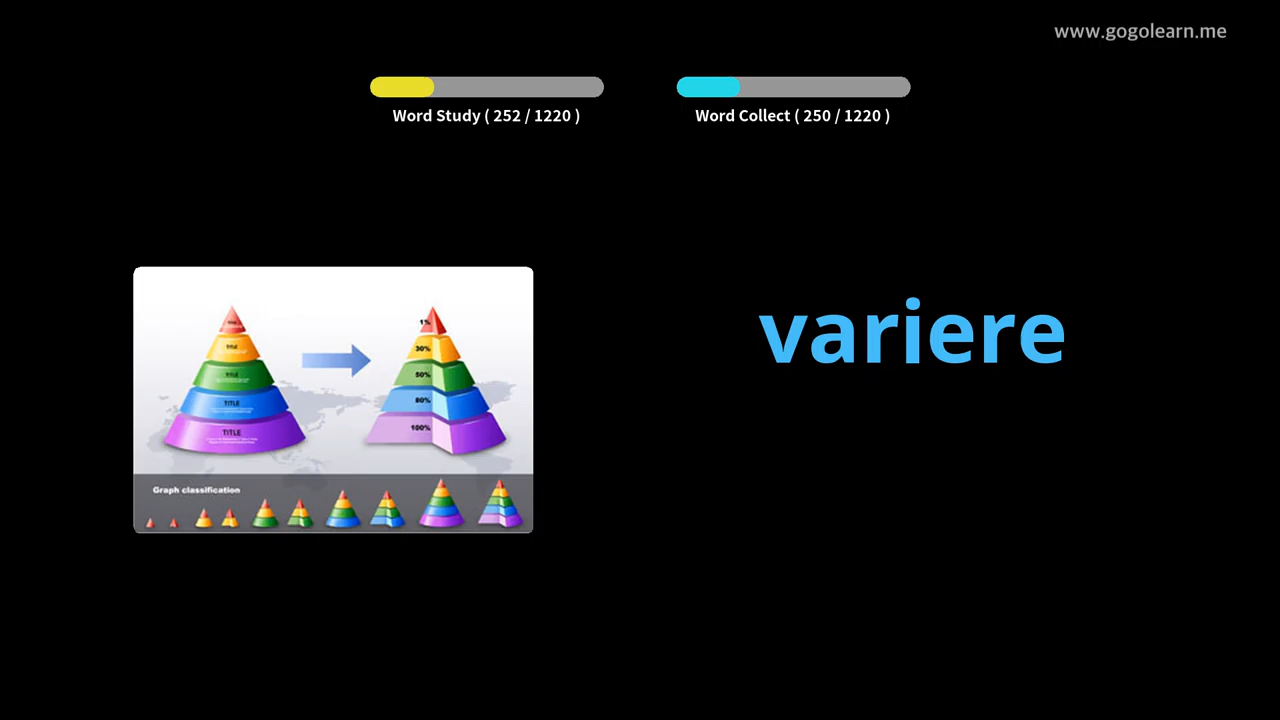 www.gogolearn.me
Word Study ( 252 / 1220 )
Word Collect ( 250 / 1220 )
variere
TITLE
TITLE
TITLE
TITLE
1%
30%
50%
80%
100%
Graph classification